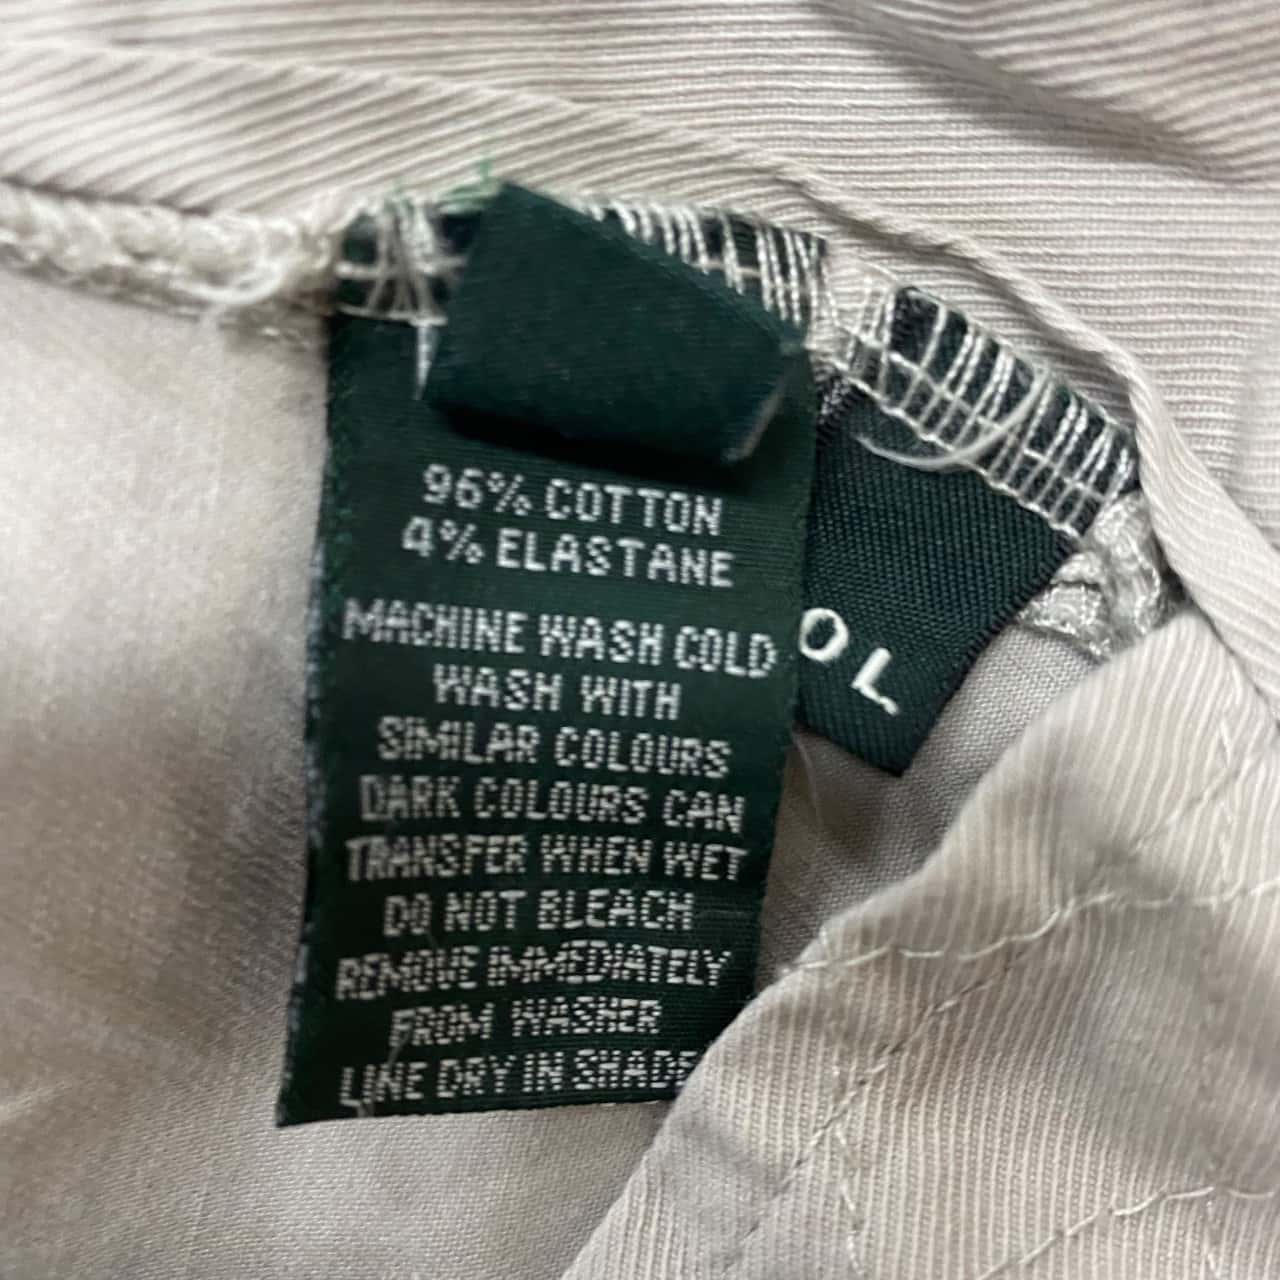 96% COTTON
4% ELASTANE
MACHINE WASH COLD
WASH WITH
SIMILAR COLOURS
DARK COLOURS CAN
TRANSFER WHEN WET
DO NOT BLEACH
REMOVE IMMEDIATELY
FROM WASHER
LINE DRY IN SHADE
OL